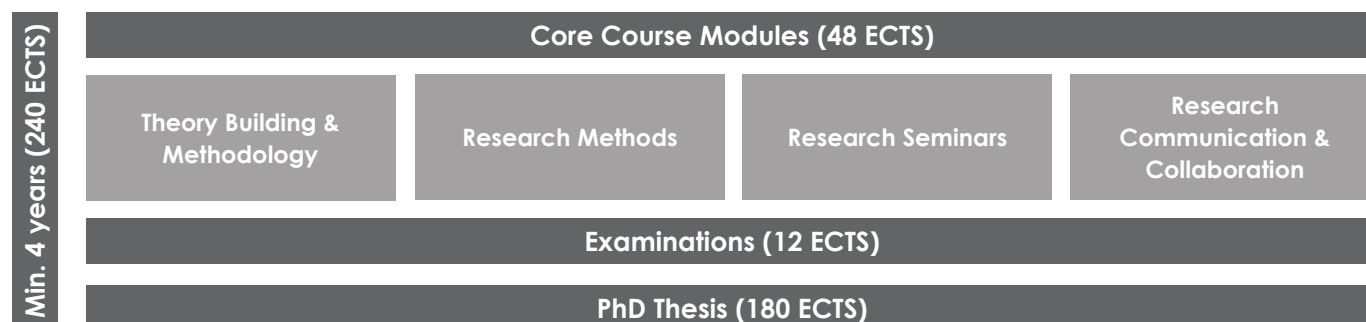 Min. 4 years (240 ECTS)
Core Course Modules (48 ECTS)
Theory Building &
Methodology
Research Methods
Research Seminars
Research
Communication &
Collaboration
Examinations (12 ECTS)
PhD Thesis (180 ECTS)